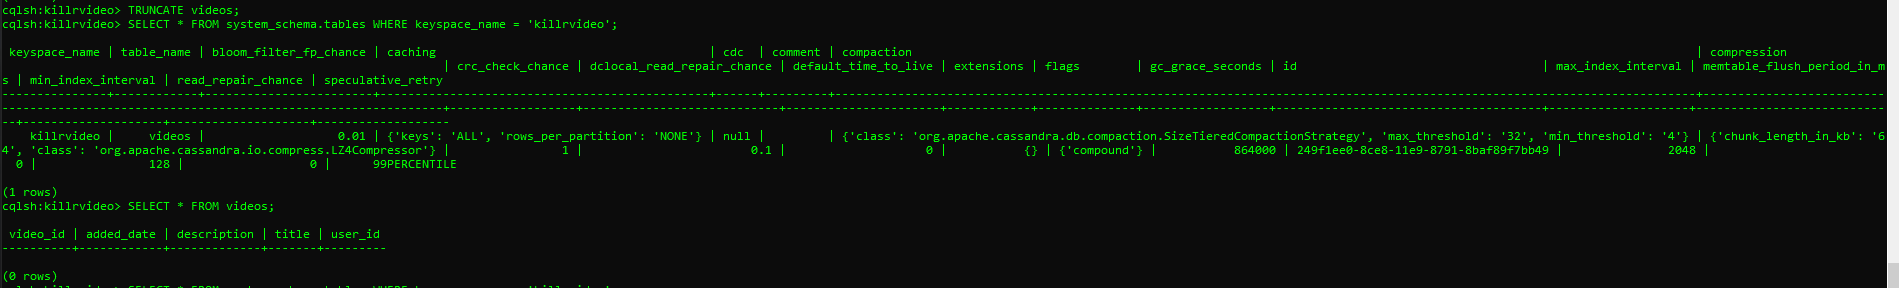 cqlsh:killrvideo> TRUNCATE videos;
cqlsh:killrvideo> SELECT * FROM system_schema.tables WHERE keyspace_name = 'killrvideo';
keyspace_name | table_name | bloom_filter_fp_chance | caching | cdc | comment | compaction | compression
| crc_check_chance | dclocal_read_repair_chance | default_time_to_live | extensions | flags | gc_grace_seconds | id | max_index_interval | memtable_flush_period_in_m
s | min_index_interval | read_repair_chance | speculative_retry
killrvideo | videos | 0.01 | {'keys': 'ALL', 'rows_per_partition': 'NONE'} | null | | {'class': 'org.apache.cassandra.db.compaction.SizeTieredCompactionStrategy', 'max_threshold': '32', 'min_threshold': '4'} | {'chunk_length_in_kb': '6
4', 'class': 'org.apache.cassandra.io.compress.LZ4Compressor'} | 1 | 0.1 | 0 | {} | {'compound'} | 864000 | 249f1ee0-8ce8-11e9-8791-8baf89f7bb49 | 2048 |
0 | 128 | 0 | 99PERCENTILE
(1 rows)
cqlsh:killrvideo> SELECT * FROM videos;
video_id | added_date | description | title | user_id
(0 rows)